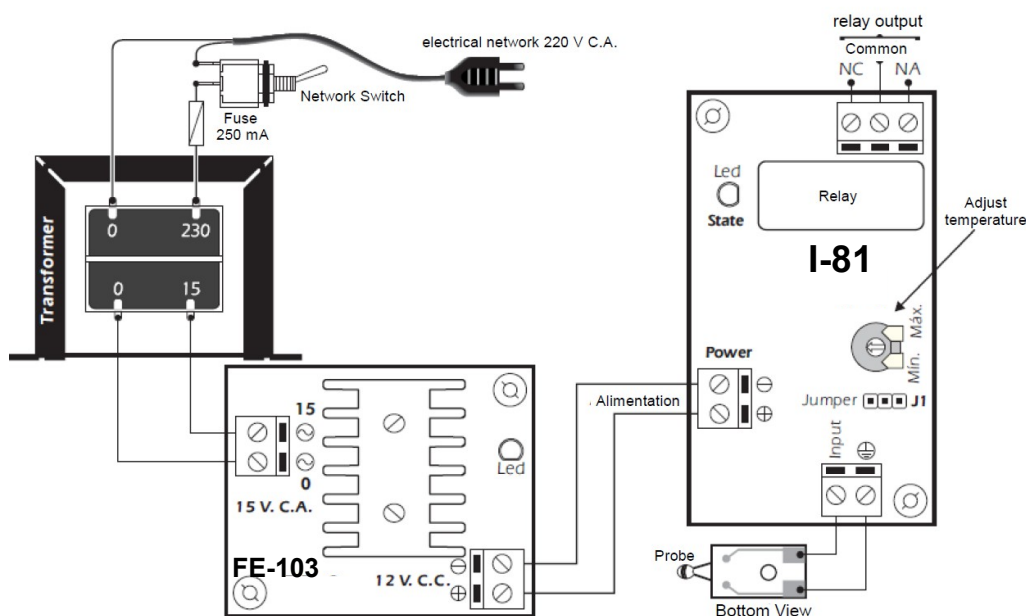 relay output
Common
NC
NA
electrical network 220 V C.A.
Network Switch
Fuse
250 mA
Led
State
Relay
Adjust
temperature
I-81
0
230
0
15
Transformer
Máx.
Mín.
Power
Alimentation
Jumper
J1
Input
15
0
15 V. C.A.
Led
FE-103
12 V. C.C.
Probe
Bottom View